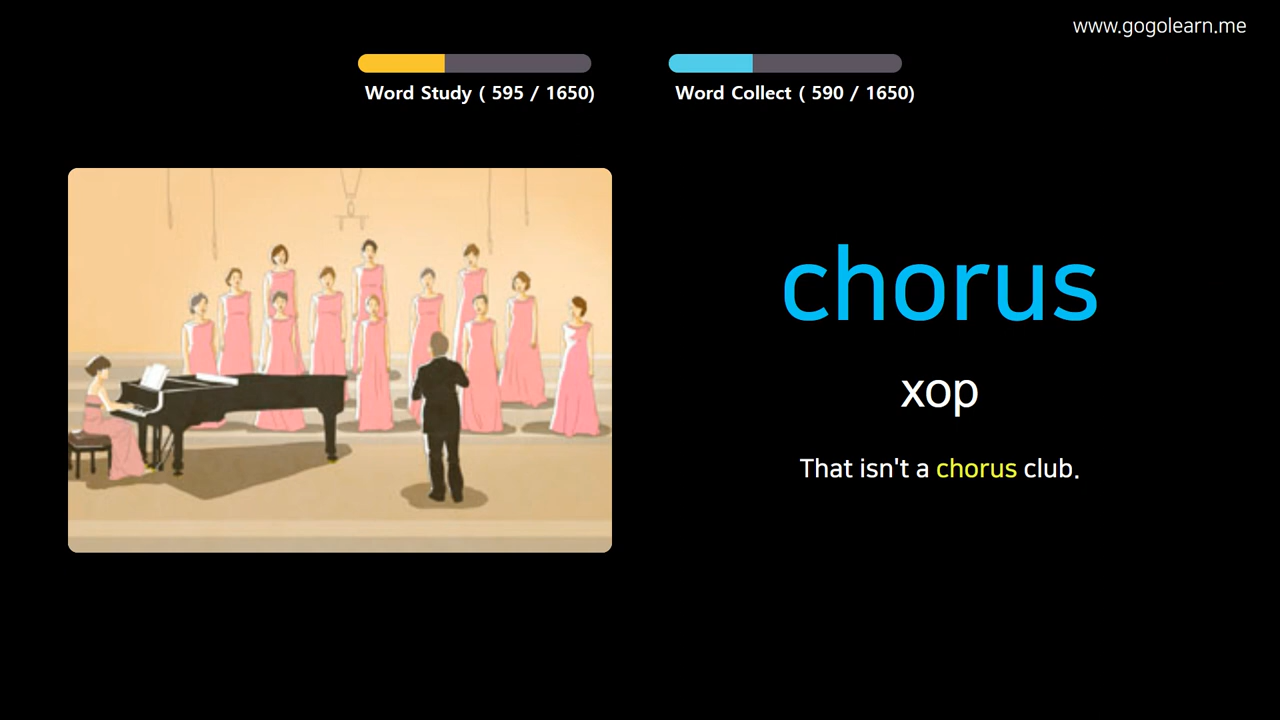 www.gogolearn.me
Word Study ( 595 / 1650)
Word Collect ( 590 / 1650)
chorus
хор
That isn't a chorus club.